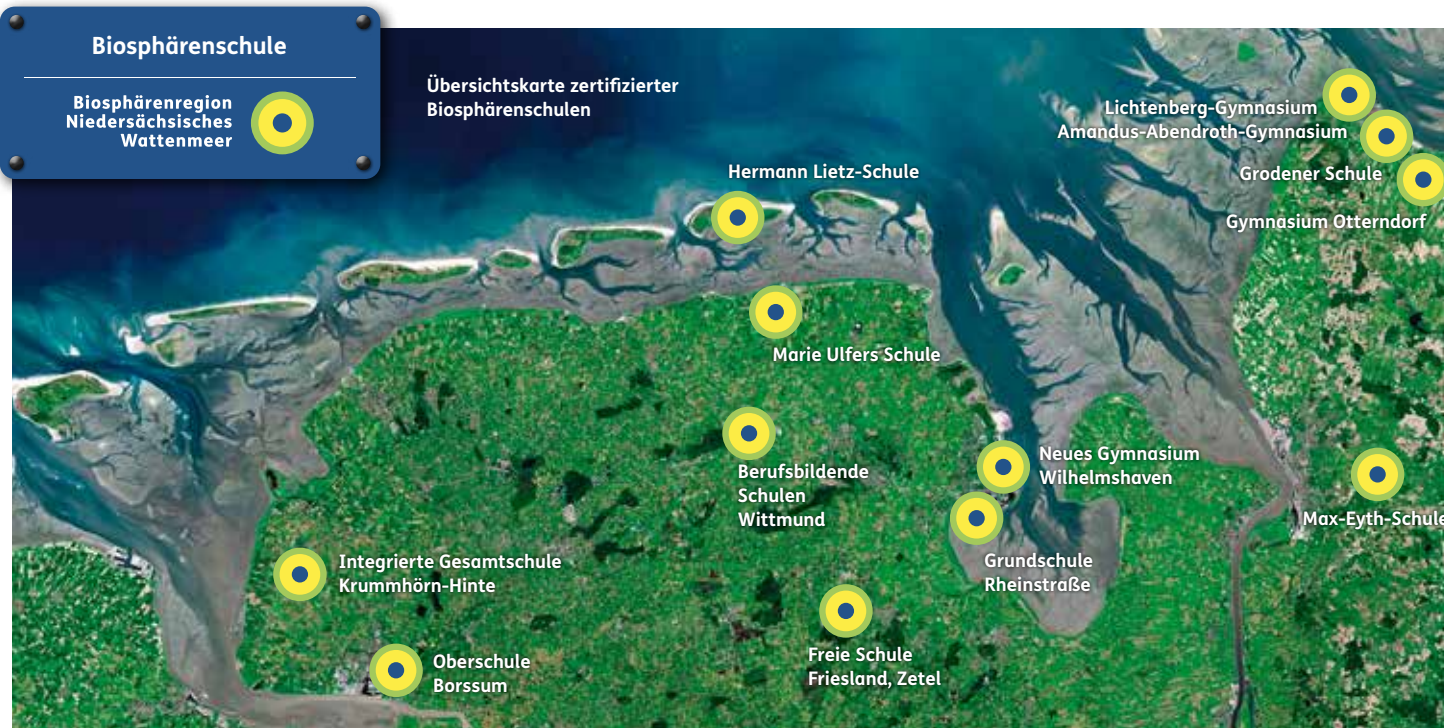 Biosphärenschule
Biosphärenregion
Niedersächsisches
Wattenmeer
Übersichtskarte zertifizierter
Biosphärenschulen
Lichtenberg-Gymnasium
Amandus-Abendroth-Gymnasium
Grodener Schule
Gymnasium Otterndorf
Hermann Lietz-Schule
Marie Ulfers Schule
Berufsbildende
Schulen
Wittmund
Neues Gymnasium
Wilhelmshaven
Max-Eyth-Schule
Grundschule
Rheinstraße
Integrierte Gesamtschule
Krummhörn-Hinte
Freie Schule
Friesland, Zetel
Oberschule
Borssum